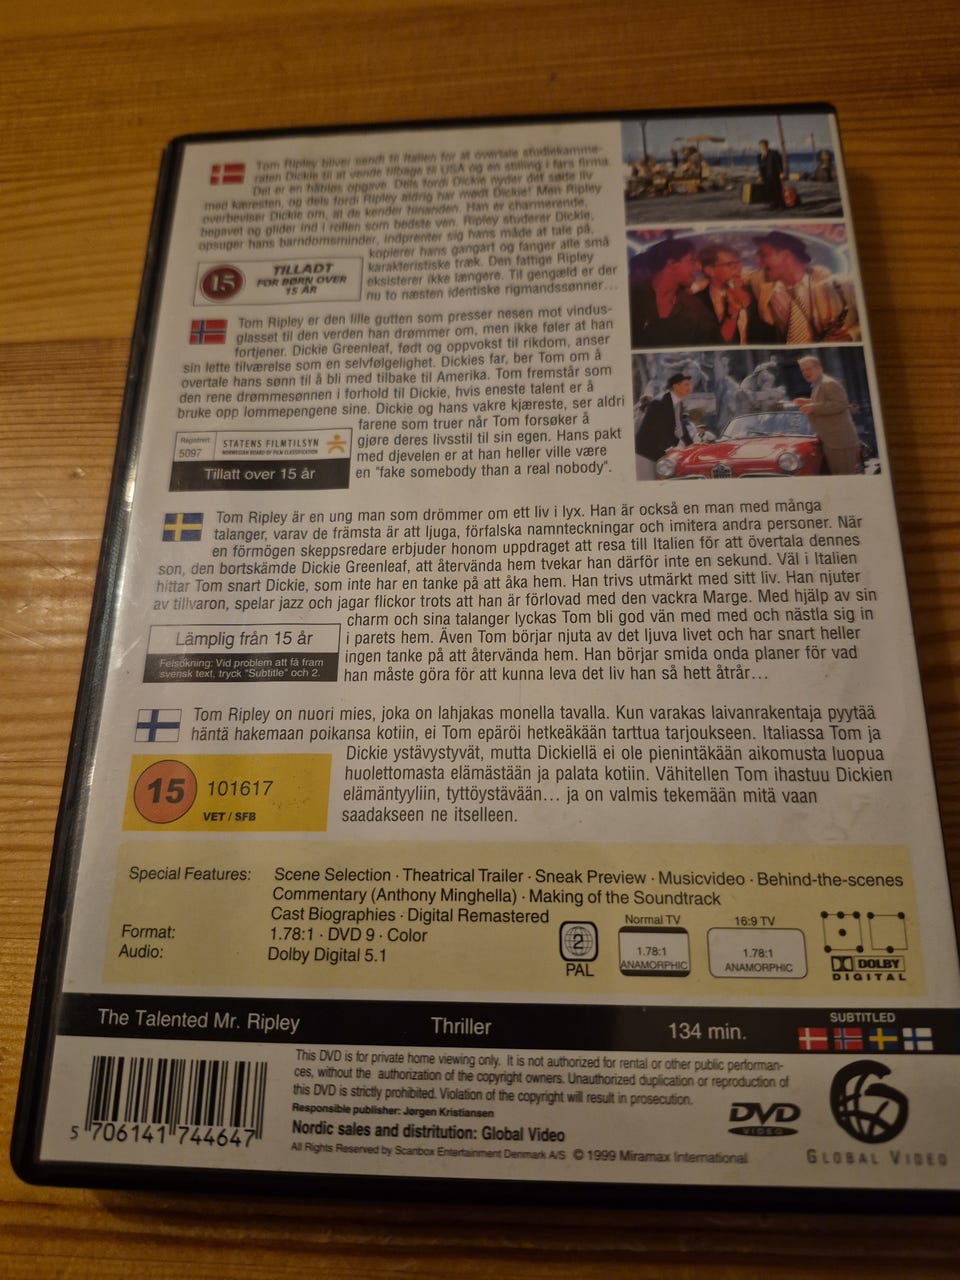 Tom Ripley bliver sendt til Italien for at overtale studiekamme-
raten Dickie til at vende tilbage til USA og en stilling i fars firma.
Det er en håbløs opgave. Dels fordi Dickie nyder det søde liv
med kæresten, og dels fordi Ripley aldrig har mødt Dickie! Men Ripley
overbeviser Dickie om, at de kender hinanden. Han er charmerende,
begavet og glider ind i rollen som bedste ven. Ripley studerer Dickie,
opsuger hans barndomsminder, indprenter sig hans måde at tale på,
kopierer hans gangart og fanger alle små
karakteristiske træk. Den fattige Ripley
eksisterer ikke længere. Til gengæld er der
nu to næsten identiske rigmandssønner...
15
TILLADT
FOR BØRN OVER
15 ÅR
Tom Ripley er den lille gutten som presser nesen mot vindus-
glasset til den verden han drømmer om, men ikke føler at han
fortjener. Dickie Greenleaf, født og oppvokst til rikdom, anser
sin lette tilværelse som en selvfølgelighet. Dickies far, ber Tom om å
overtale hans sønn til å bli med tilbake til Amerika. Tom fremstår som
den rene drømmesønnen i forhold til Dickie, hvis eneste talent er å
bruke opp lommepengene sine. Dickie og hans vakre kjæreste, ser aldri
farene som truer når Tom forsøker å
gjøre deres livsstil til sin egen. Hans pakt
med djevelen er at han heller ville være
en "fake somebody than a real nobody".
Registrert
5097
STATENS FILMTILSYN
NORWEGIAN BOARD OF FILM CLASSIFICATION
Tillatt over 15 år
Tom Ripley är en ung man som drömmer om ett liv i lyx. Han är också en man med många
talanger, varav de främsta är att ljuga, förfalska namnteckningar och imitera andra personer. När
en förmögen skeppsredare erbjuder honom uppdraget att resa till Italien för att övertala dennes
son, den bortskämde Dickie Greenleaf, att återvända hem tvekar han därför inte en sekund. Väl i Italien
hittar Tom snart Dickie, som inte har en tanke på att åka hem. Han trivs utmärkt med sitt liv. Han njuter
av tillvaron, spelar jazz och jagar flickor trots att han är förlovad med den vackra Marge. Med hjälp av sin
charm och sina talanger lyckas Tom bli god vän med med och nästla sig in
i parets hem. Även Tom börjar njuta av det ljuva livet och har snart heller
ingen tanke på att återvända hem. Han börjar smida onda planer för vad
han måste göra för att kunna leva det liv han så hett åtrår...
Lämplig från 15 år
Felsökning: Vid problem att få fram
svensk text, tryck "Subtitle" och 2.
Tom Ripley on nuori mies, joka on lahjakas monella tavalla. Kun varakas laivanrakentaja pyytää
häntä hakemaan poikansa kotiin, ei Tom epäröi hetkeäkään tarttua tarjoukseen. Italiassa Tom ja
Dickie ystävystyvät, mutta Dickiellä ei ole pienintäkään aikomusta luopua
huolettomasta elämästään ja palata kotiin. Vähitellen Tom ihastuu Dickien
elämäntyyliin, tyttöystävään... ja on valmis tekemään mitä vaan
saadakseen ne itselleen.
15
101617
VET / SFB
Special Features: Scene Selection · Theatrical Trailer · Sneak Preview · Musicvideo · Behind-the-scenes
Commentary (Anthony Minghella) · Making of the Soundtrack
Cast Biographies · Digital Remastered
Format: 1.78:1 · DVD 9 · Color
Audio: Dolby Digital 5.1
2
PAL
Normal TV
1.78:1
ANAMORPHIC
16:9 TV
1.78:1
ANAMORPHIC
DOLBY
DIGITAL
The Talented Mr. Ripley Thriller 134 min.
SUBTITLED
This DVD is for private home viewing only. It is not authorized for rental or other public performan-
ces, without the authorization of the copyright owners. Unauthorized duplication or reproduction of
this DVD is strictly prohibited. Violation of the copyright will result in prosecution.
Responsible publisher: Jørgen Kristiansen
Nordic sales and distritution: Global Video
All Rights Reserved by Scanbox Entertainment Denmark A/S © 1999 Miramax International
5 706141 744647
DVD
VIDEO
GLOBAL VIDEO